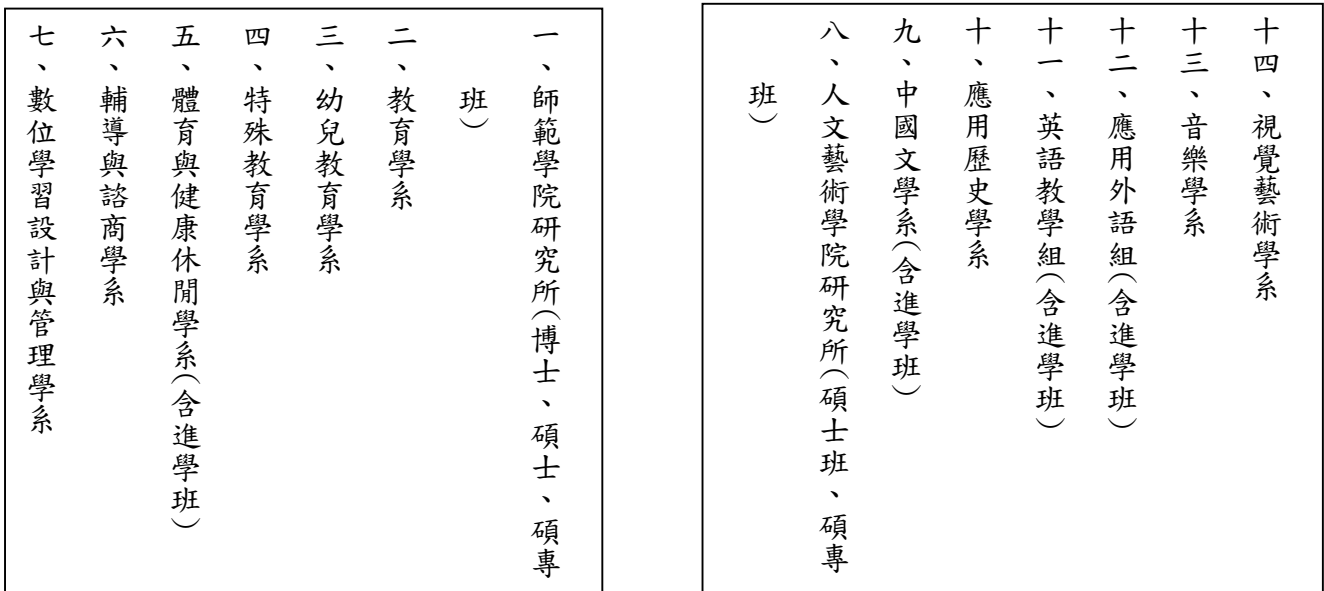 一、師範學院研究所(博士、碩士、碩專
班)
二、教育學系
三、幼兒教育學系
四、特殊教育學系
五、體育與健康休閒學系(含進學班)
六、輔導與諮商學系
七、數位學習設計與管理學系
十四、視覺藝術學系
十三、音樂學系
十二、應用外語組(含進學班)
十一、英語教學組(含進學班)
十、應用歷史學系
九、中國文學系(含進學班)
八、人文藝術學院研究所(碩士班、碩專
班)